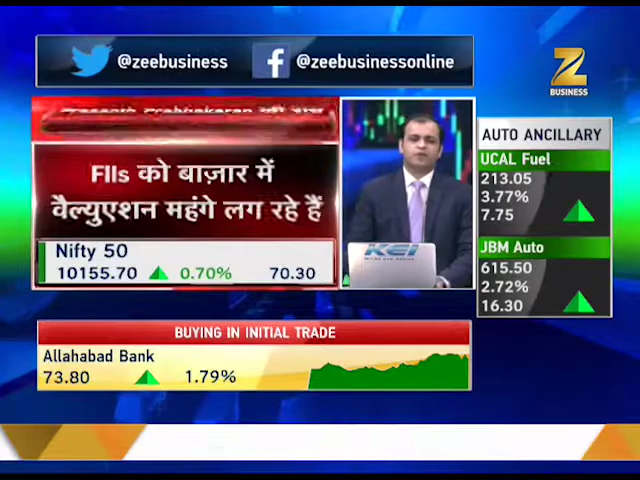 @zeebusiness
@zeebusinessonline
Z
BUSINESS
FIIs को बाज़ार में
वैल्युएशन महंगे लग रहे हैं
Nifty 50
10155.70 0.70% 70.30
KEI
AUTO ANCILLARY
UCAL Fuel
213.05
3.77%
7.75
JBM Auto
615.50
2.72%
16.30
BUYING IN INITIAL TRADE
Allahabad Bank
73.80 1.79%